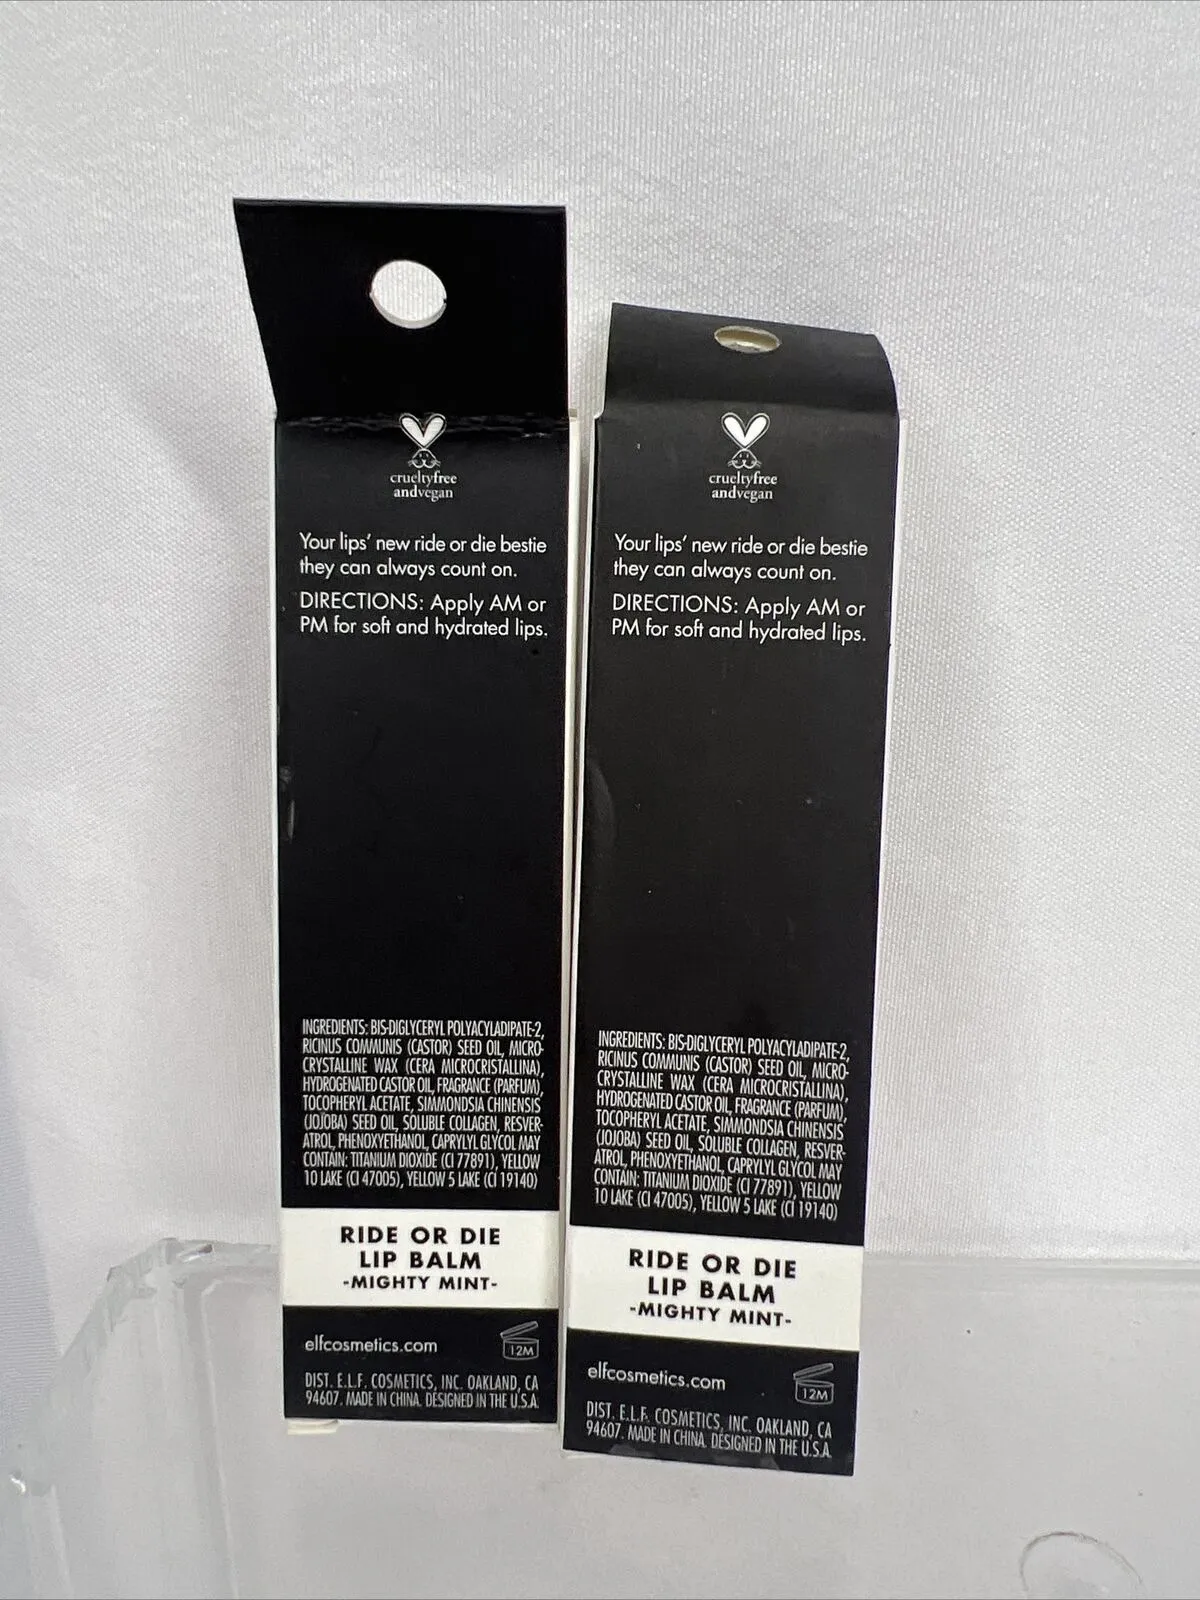 crueltyfree
andvegan
Your lips' new ride or die bestie
they can always count on.
DIRECTIONS: Apply AM or
PM for soft and hydrated lips.
INGREDIENTS: BIS-DIGLYCERYL POLYACYLADIPATE-2,
RICINUS COMMUNIS (CASTOR) SEED OIL, MICRO-
CRYSTALLINE WAX (CERA MICROCRISTALLINA),
HYDROGENATED CASTOR OIL, FRAGRANCE (PARFUM),
TOCOPHERYL ACETATE, SIMMONDSIA CHINENSIS
(JOJOBA) SEED OIL, SOLUBLE COLLAGEN, RESVER-
ATROL, PHENOXYETHANOL, CAPRYLYL GLYCOL MAY
CONTAIN: TITANIUM DIOXIDE (CI 77891), YELLOW
10 LAKE (CI 47005), YELLOW 5 LAKE (CI 19140)
RIDE OR DIE
LIP BALM
-MIGHTY MINT-
elfcosmetics.com
12M
DIST. E.L.F. COSMETICS, INC. OAKLAND, CA
94607. MADE IN CHINA. DESIGNED IN THE U.S.A.
crueltyfree
andvegan
Your lips' new ride or die bestie
they can always count on.
DIRECTIONS: Apply AM or
PM for soft and hydrated lips.
INGREDIENTS: BIS-DIGLYCERYL POLYACYLADIPATE-2,
RICINUS COMMUNIS (CASTOR) SEED OIL, MICRO-
CRYSTALLINE WAX (CERA MICROCRISTALLINA),
HYDROGENATED CASTOR OIL, FRAGRANCE (PARFUM),
TOCOPHERYL ACETATE, SIMMONDSIA CHINENSIS
(JOJOBA) SEED OIL, SOLUBLE COLLAGEN, RESVER-
ATROL, PHENOXYETHANOL, CAPRYLYL GLYCOL MAY
CONTAIN: TITANIUM DIOXIDE (CI 77891), YELLOW
10 LAKE (CI 47005), YELLOW 5 LAKE (CI 19140)
RIDE OR DIE
LIP BALM
-MIGHTY MINT-
elfcosmetics.com
12M
DIST. E.L.F. COSMETICS, INC. OAKLAND, CA
94607. MADE IN CHINA. DESIGNED IN THE U.S.A.